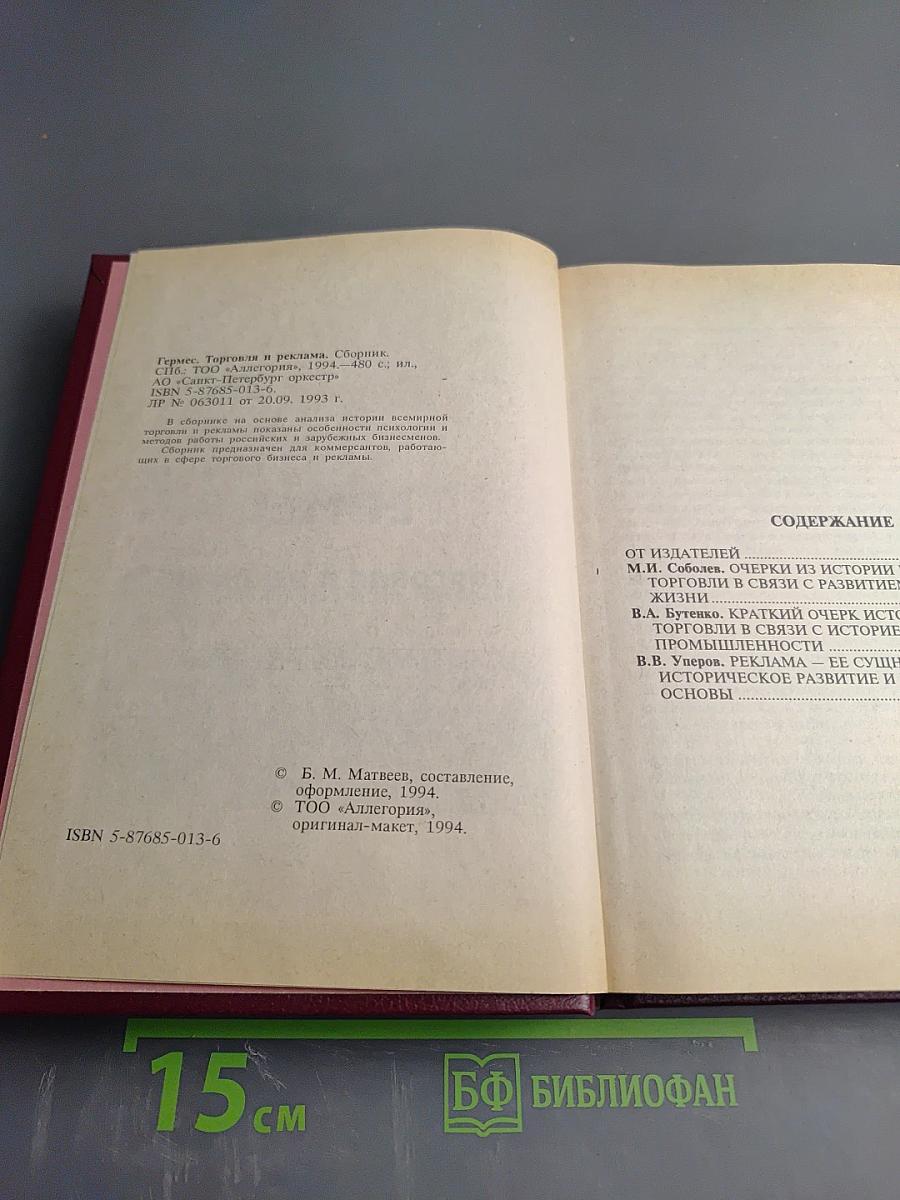 Гермес. Торговля и реклама. Сборник.
СПб.: ТОО «Аллегория», 1994.—480 с.; ил.,
АО «Санкт-Петербург оркестр»
ISBN 5-87685-013-6.
ЛР № 063011 от 20.09. 1993 г.
В сборнике на основе анализа истории всемирной
торговли и рекламы показаны особенности психологии и
методов работы российских и зарубежных бизнесменов.
Сборник предназначен для коммерсантов, работаю-
щих в сфере торгового бизнеса и рекламы.
© Б. М. Матвеев, составление,
оформление, 1994.
© ТОО «Аллегория»,
оригинал-макет, 1994.
ISBN 5-87685-013-6
СОДЕРЖАНИЕ
ОТ ИЗДАТЕЛЕЙ
М.И. Соболев. ОЧЕРКИ ИЗ ИСТОРИИ
ТОРГОВЛИ В СВЯЗИ С РАЗВИТИЕМ
ЖИЗНИ
В.А. Бутенко. КРАТКИЙ ОЧЕРК ИСТО
ТОРГОВЛИ В СВЯЗИ С ИСТОРИЕ
ПРОМЫШЛЕННОСТИ
В.В. Уперов. РЕКЛАМА — ЕЕ СУЩН
ИСТОРИЧЕСКОЕ РАЗВИТИЕ И
ОСНОВЫ
15 см
БФ БИБЛИОФАН